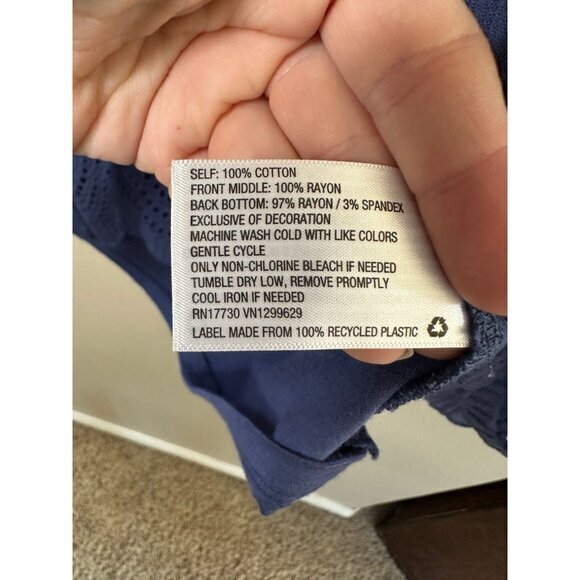 SELF: 100% COTTON
FRONT MIDDLE: 100% RAYON
BACK BOTTOM: 97% RAYON / 3% SPANDEX
EXCLUSIVE OF DECORATION
MACHINE WASH COLD WITH LIKE COLORS
GENTLE CYCLE
ONLY NON-CHLORINE BLEACH IF NEEDED
TUMBLE DRY LOW, REMOVE PROMPTLY
COOL IRON IF NEEDED
RN17730 VN1299629
LABEL MADE FROM 100% RECYCLED PLASTIC